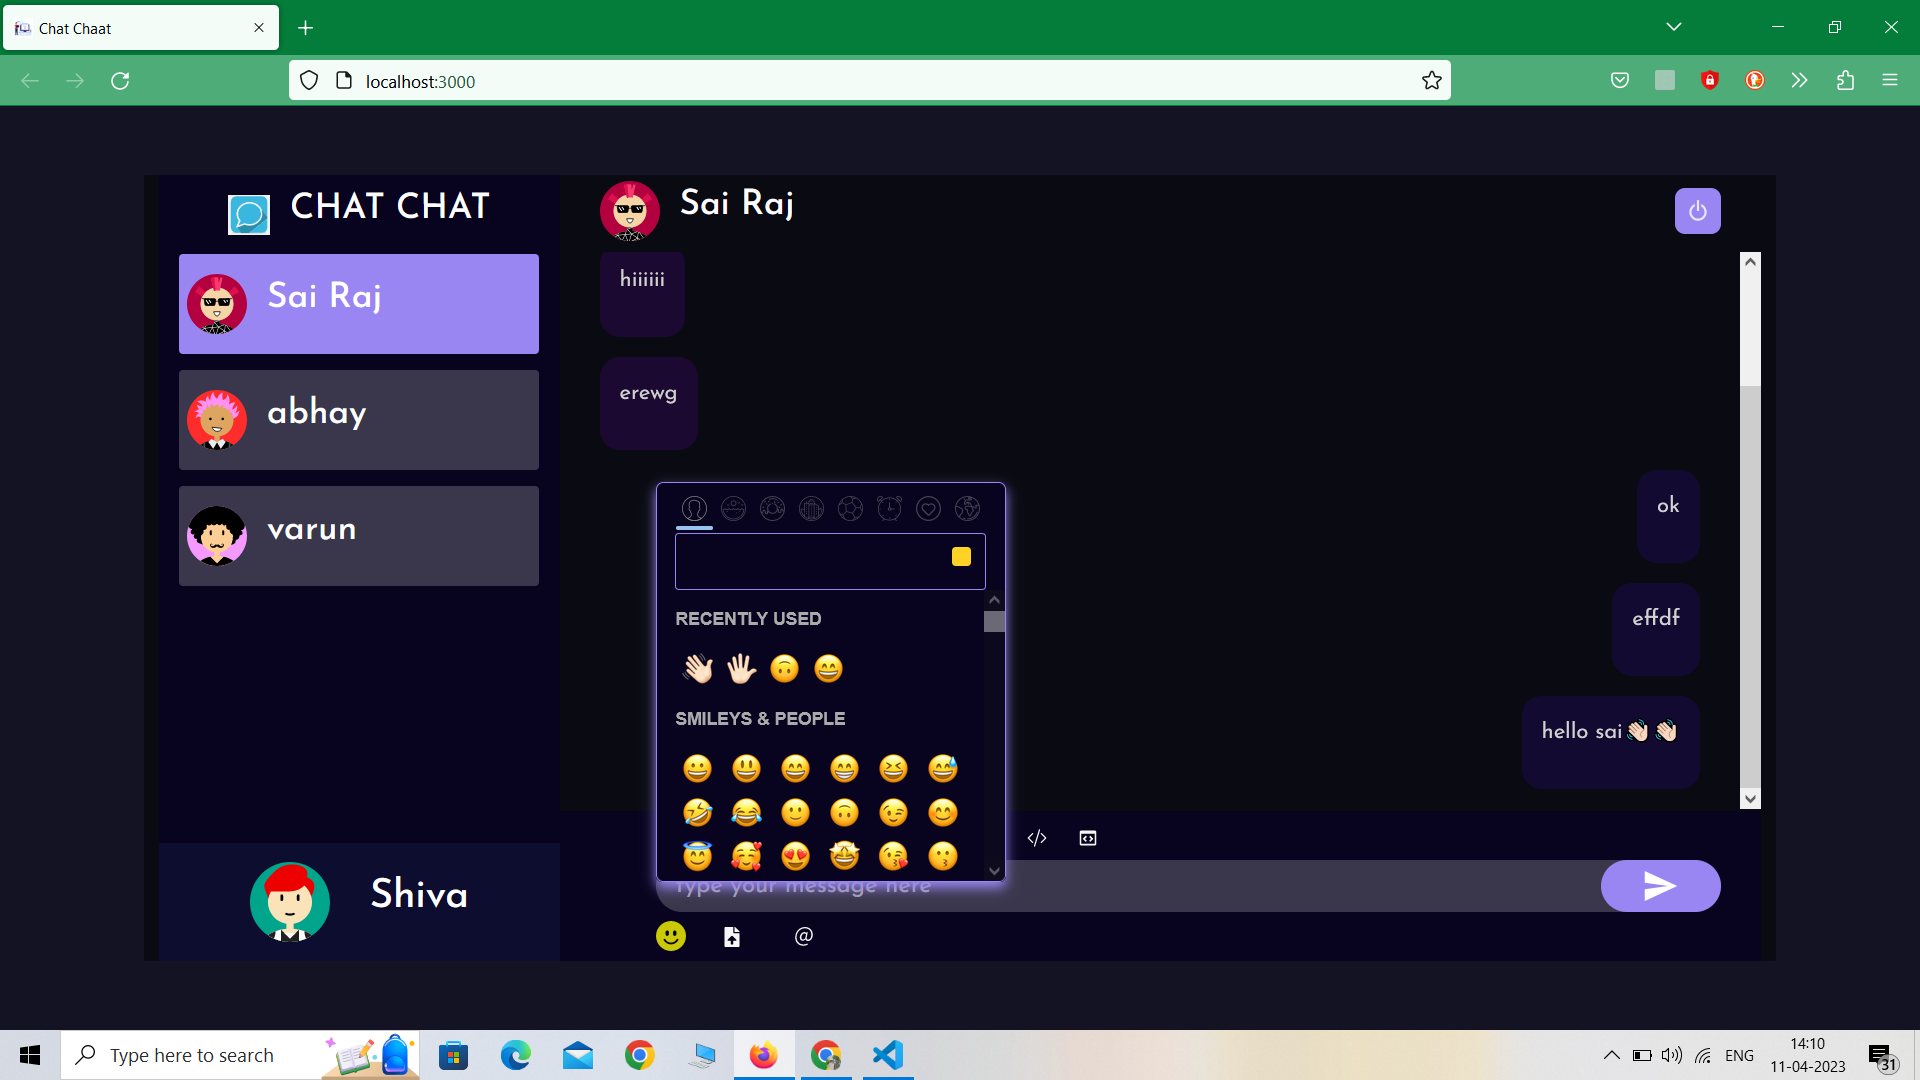 Chat Chaat
localhost:3000
CHAT CHAT
Sai Raj
abhay
varun
Shiva
Sai Raj
hiiiiii
erewg
ok
effdf
hello sai👋🏻👋🏻
RECENTLY USED
SMILEYS & PEOPLE
Type your message here
@
Type here to search
ENG
14:10
11-04-2023
31